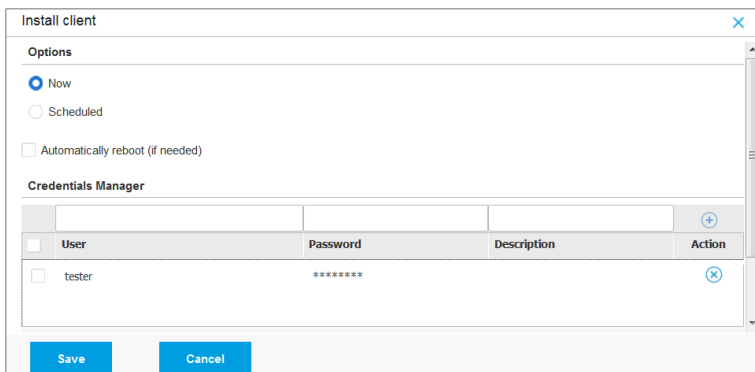 Install client
Options
Now
Scheduled
Automatically reboot (if needed)
Credentials Manager
User Password Description Action
tester ********
Save Cancel